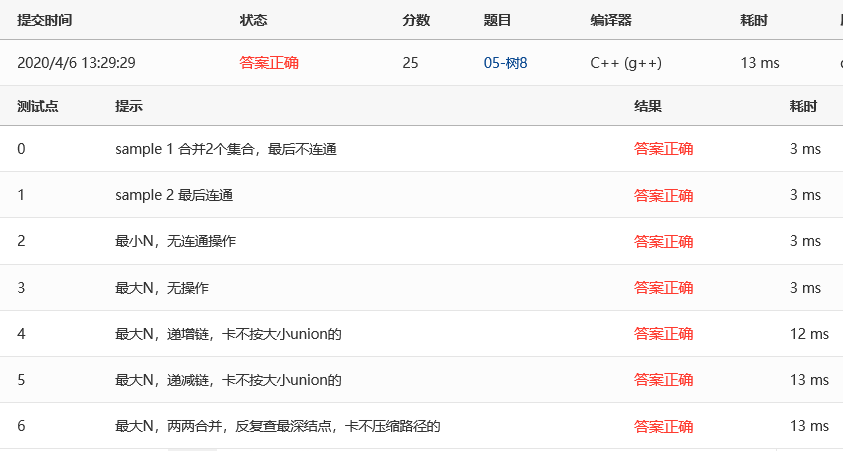 提交时间 状态 分数 题目 编译器 耗时
2020/4/6 13:29:29 答案正确 25 05-树8 C++ (g++) 13 ms
测试点 提示 结果 耗时
0 sample 1 合并2个集合，最后不连通 答案正确 3 ms
1 sample 2 最后连通 答案正确 3 ms
2 最小N，无连通操作 答案正确 3 ms
3 最大N，无操作 答案正确 3 ms
4 最大N，递增链，卡不按大小union的 答案正确 12 ms
5 最大N，递减链，卡不按大小union的 答案正确 13 ms
6 最大N，两两合并，反复查最深结点，卡不压缩路径的 答案正确 13 ms